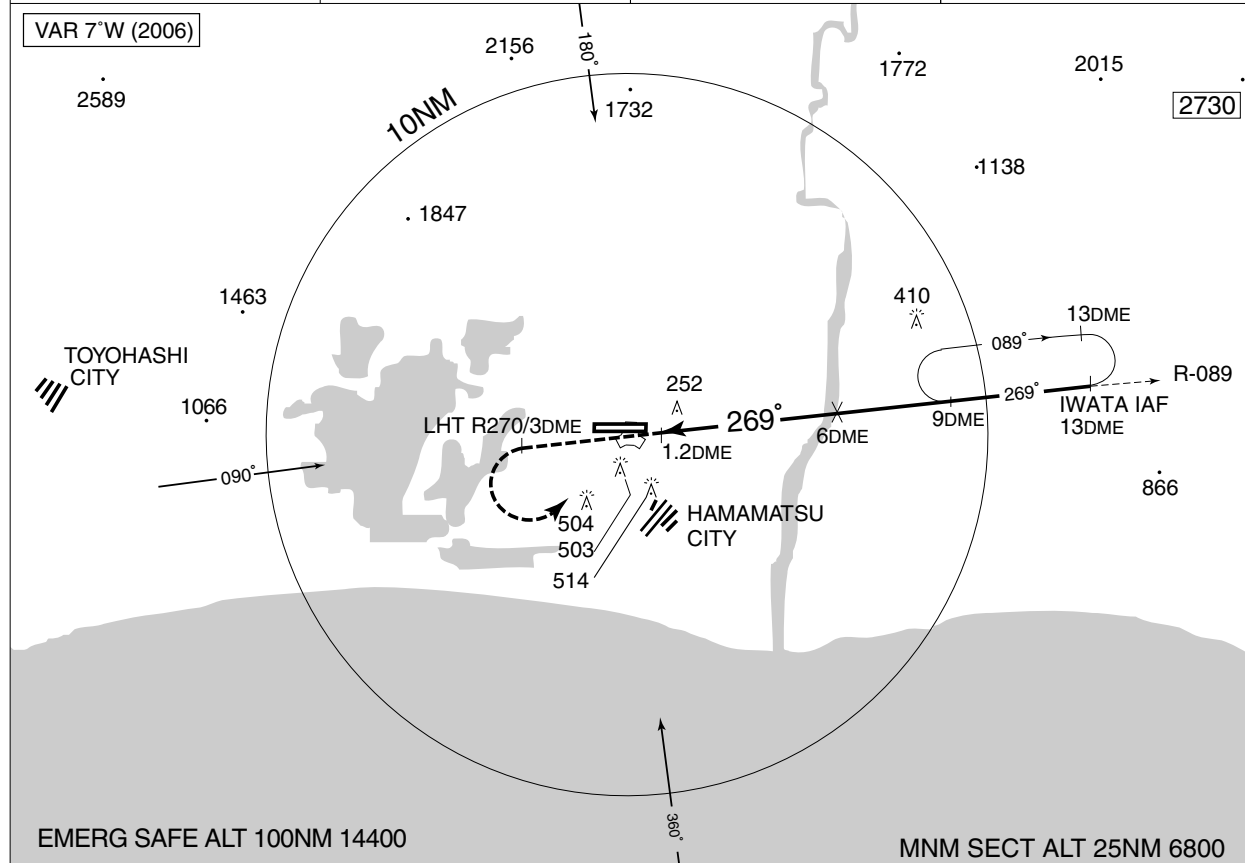 VAR 7°W (2006)
180°
2156
1772
2015
2589
1732
2730
10NM
1138
1847
1463
410
13DME
089°
TOYOHASHI
CITY
252
269°
R-089
1066
LHT R270/3DME
269°
IWATA IAF
13DME
9DME
6DME
1.2DME
090°
866
HAMAMATSU
CITY
504
503
514
360°
EMERG SAFE ALT 100NM 14400
MNM SECT ALT 25NM 6800